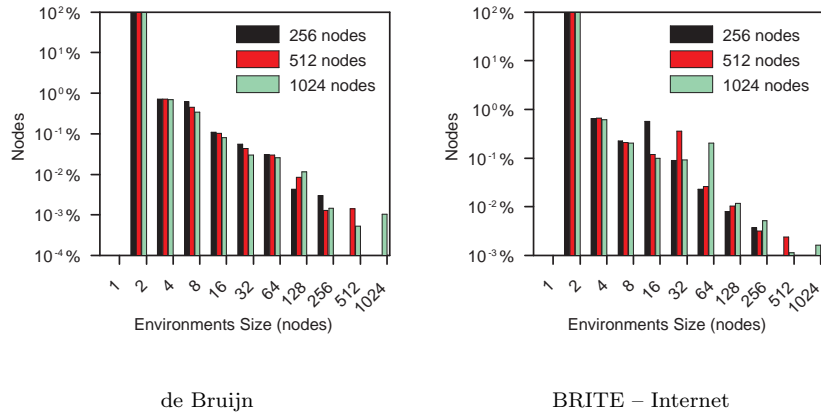 10² %
10¹ %
10⁰ %
10⁻¹ %
10⁻² %
10⁻³ %
10⁻⁴ %
Nodes
256 nodes
512 nodes
1024 nodes
1
2
4
8
16
32
64
128
256
512
1024
Environments Size (nodes)
de Bruijn
10² %
10¹ %
10⁰ %
10⁻¹ %
10⁻² %
10⁻³ %
Nodes
256 nodes
512 nodes
1024 nodes
1
2
4
8
16
32
64
128
256
512
1024
Environments Size (nodes)
BRITE – Internet